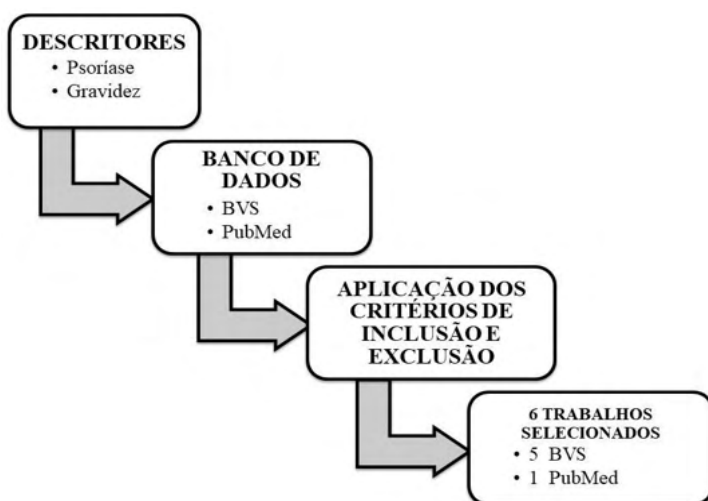 DESCRITORES
• Psoríase
• Gravidez
BANCO DE
DADOS
• BVS
• PubMed
APLICAÇÃO DOS
CRITÉRIOS DE
INCLUSÃO E
EXCLUSÃO
6 TRABALHOS
SELECIONADOS
• 5 BVS
• 1 PubMed